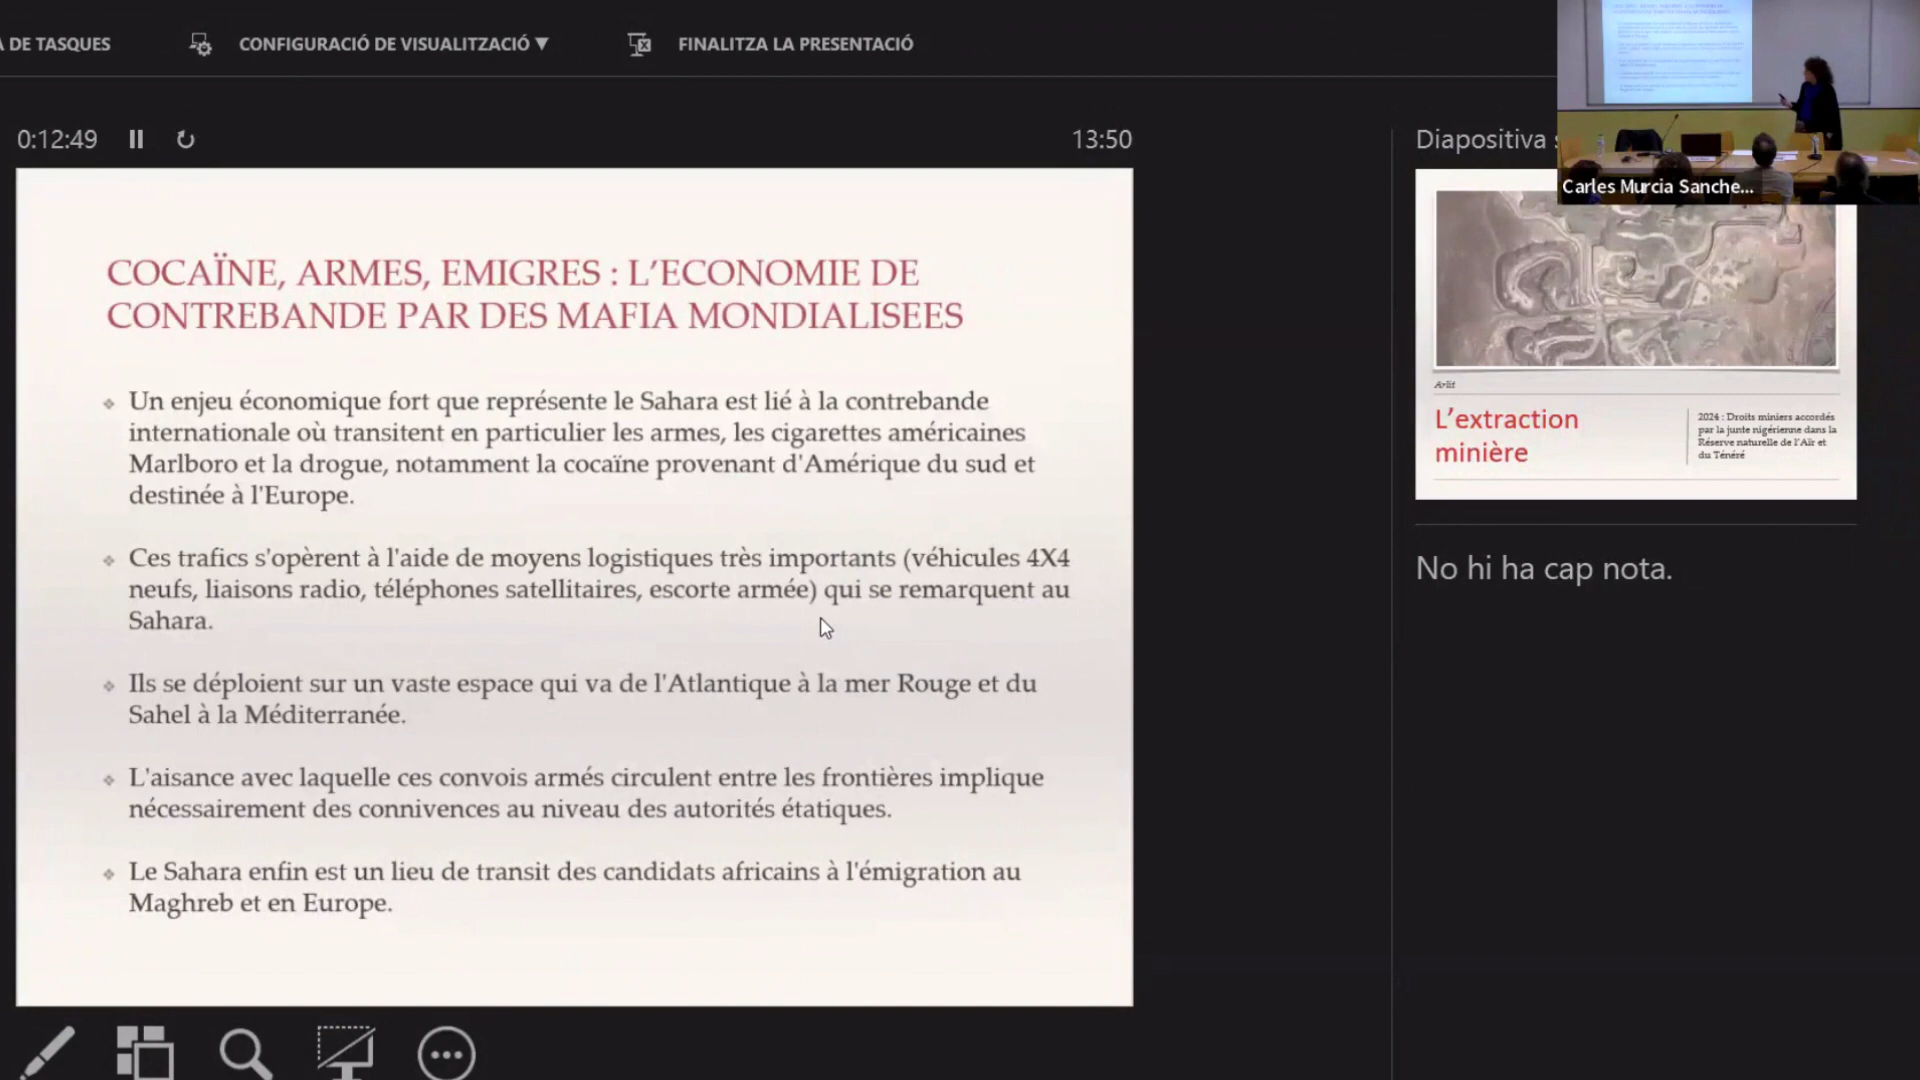 A DE TASQUES
CONFIGURACIÓ DE VISUALITZACIÓ ▼
FINALITZA LA PRESENTACIÓ
0:12:49
13:50
Diapositiva
Carles Murcia Sanche...
COCAÏNE, ARMES, EMIGRES : L’ECONOMIE DE
CONTREBANDE PAR DES MAFIA MONDIALISEES
Un enjeu économique fort que représente le Sahara est lié à la contrebande
internationale où transitent en particulier les armes, les cigarettes américaines
Marlboro et la drogue, notamment la cocaïne provenant d'Amérique du sud et
destinée à l'Europe.
Ces trafics s'opèrent à l'aide de moyens logistiques très importants (véhicules 4X4
neufs, liaisons radio, téléphones satellitaires, escorte armée) qui se remarquent au
Sahara.
Ils se déploient sur un vaste espace qui va de l'Atlantique à la mer Rouge et du
Sahel à la Méditerranée.
L'aisance avec laquelle ces convois armés circulent entre les frontières implique
nécessairement des connivences au niveau des autorités étatiques.
Le Sahara enfin est un lieu de transit des candidats africains à l'émigration au
Maghreb et en Europe.
Arlit
L’extraction
minière
2024 : Droits miniers accordés
par la junte nigérienne dans la
Réserve naturelle de l’Aïr et
du Ténéré
No hi ha cap nota.